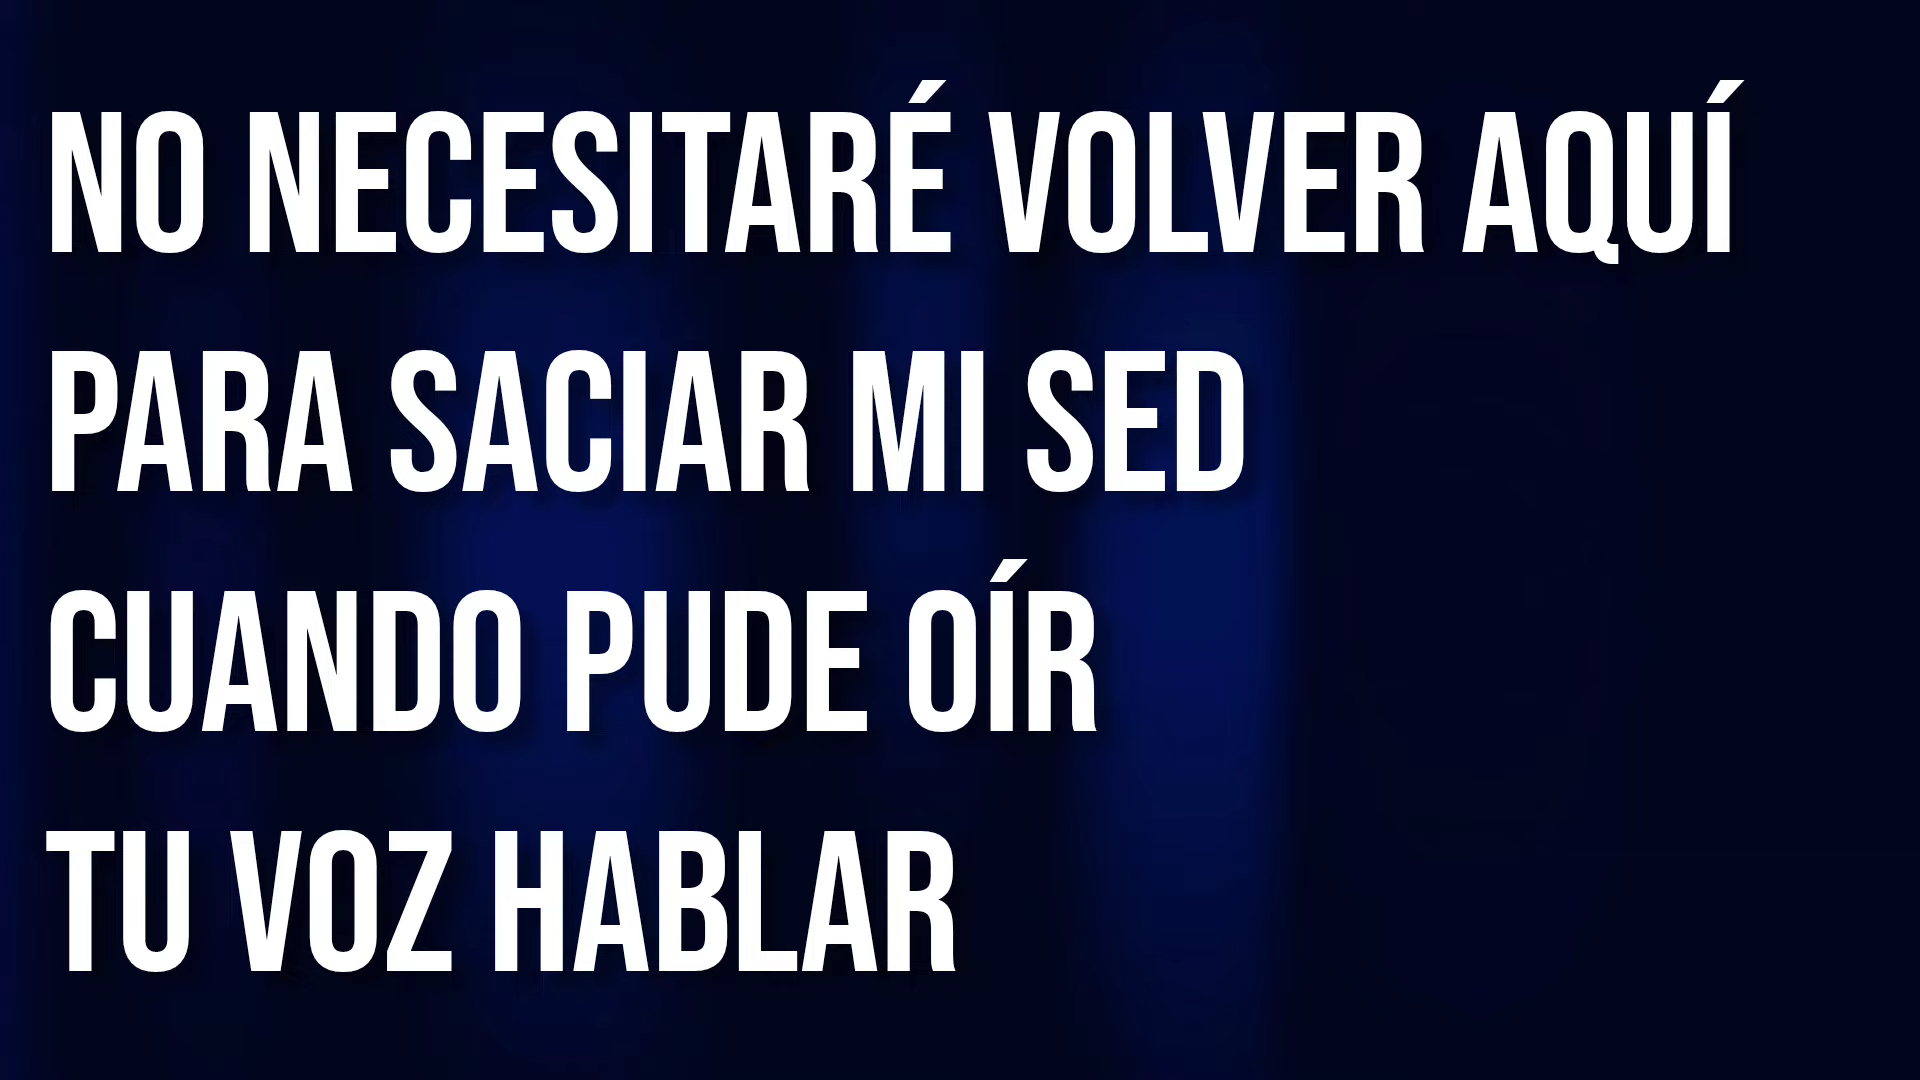 NO NECESITARÉ VOLVER AQUÍ
PARA SACIAR MI SED
CUANDO PUDE OÍR
TU VOZ HABLAR